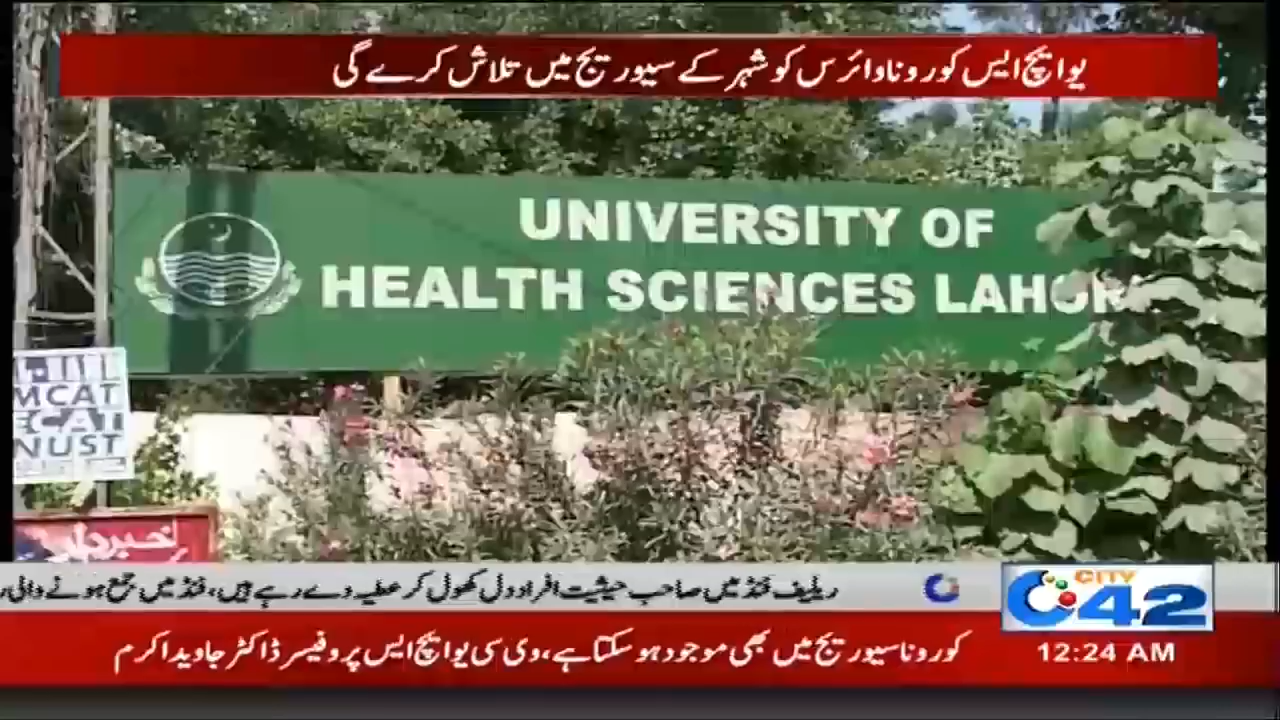 یو ایچ ایس کورونا وائرس کو شہر کے سیوریج میں تلاش کرے گی
UNIVERSITY OF
HEALTH SCIENCES LAHOR
MCAT
ECAT
NUST
خبردار
ریلیف فنڈ میں صاحب حیثیت افراد دل کھول کر عطیہ دے رہے ہیں، فنڈ میں جمع ہونے والی
CITY
42
کورونا سیوریج میں بھی موجود ہو سکتا ہے، وی سی یو ایچ ایس پروفیسر ڈاکٹر جاوید اکرم
12:24 AM